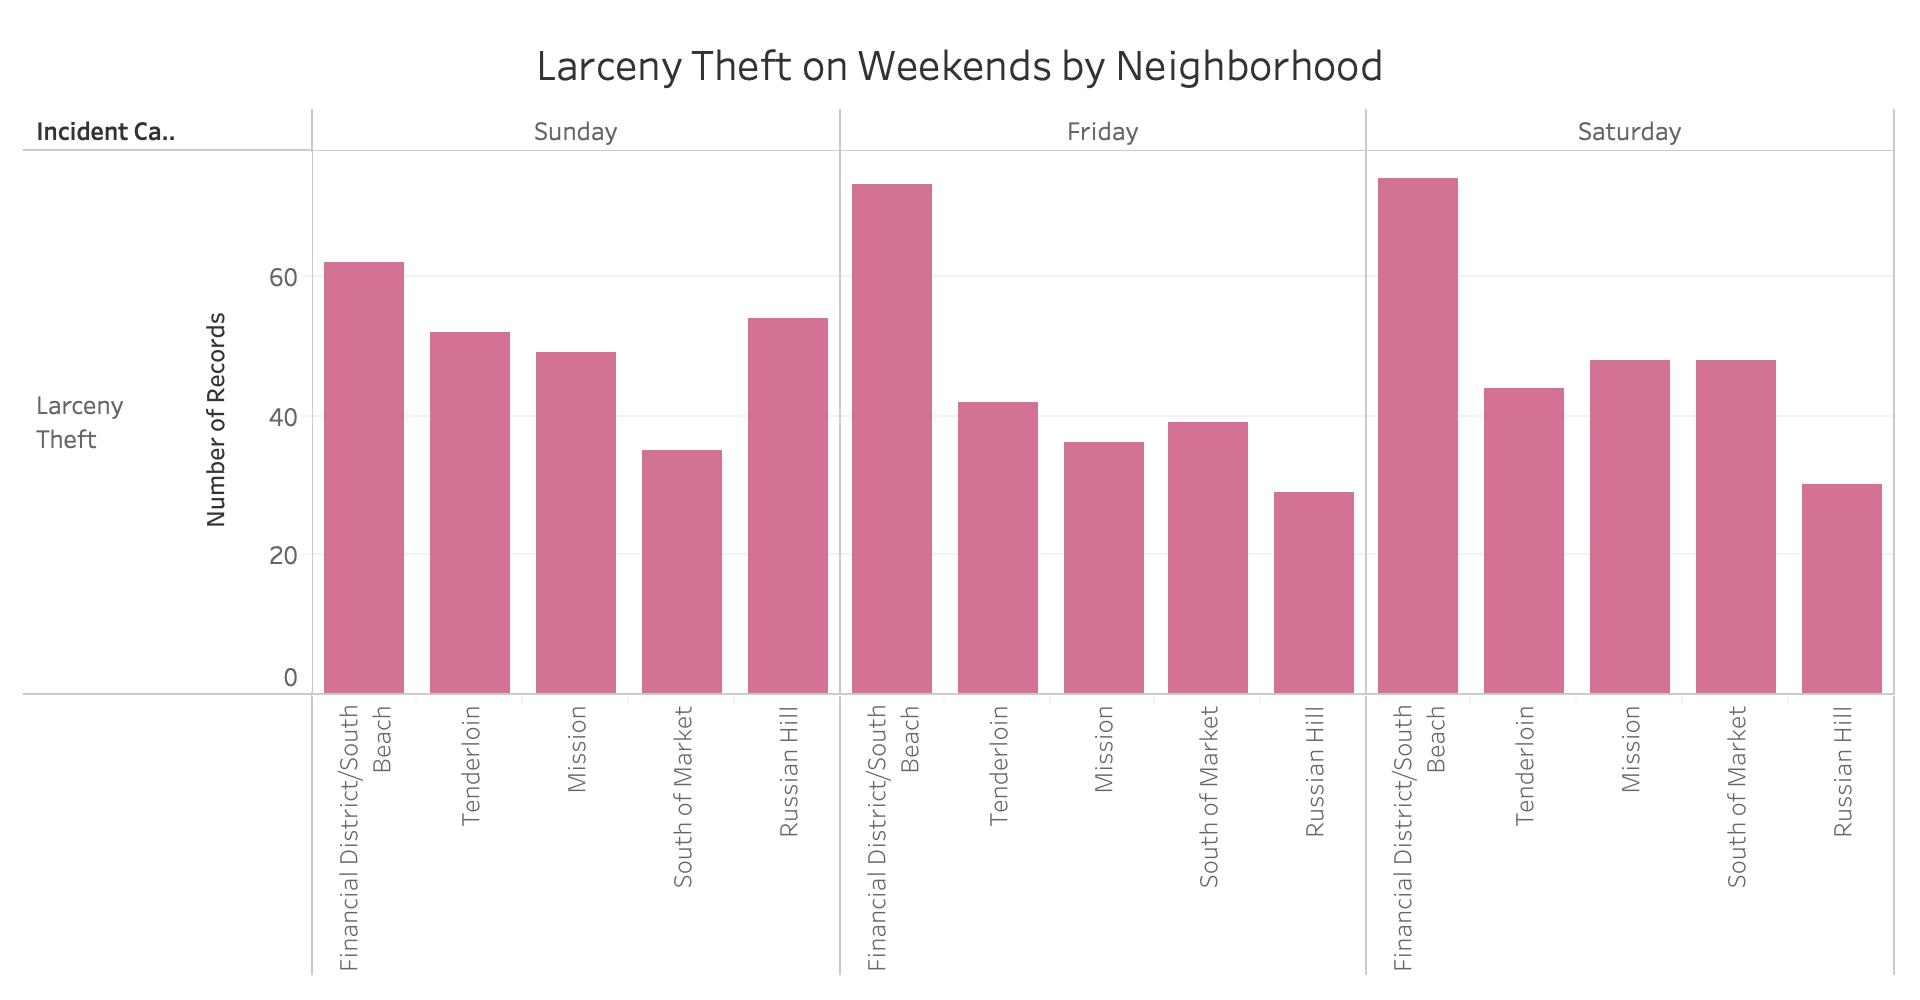 Larceny Theft on Weekends by Neighborhood
Incident Ca..
Sunday
Friday
Saturday
Larceny
Theft
Number of Records
60
40
20
0
Financial District/South
Beach
Tenderloin
Mission
South of Market
Russian Hill
Financial District/South
Beach
Tenderloin
Mission
South of Market
Russian Hill
Financial District/South
Beach
Tenderloin
Mission
South of Market
Russian Hill